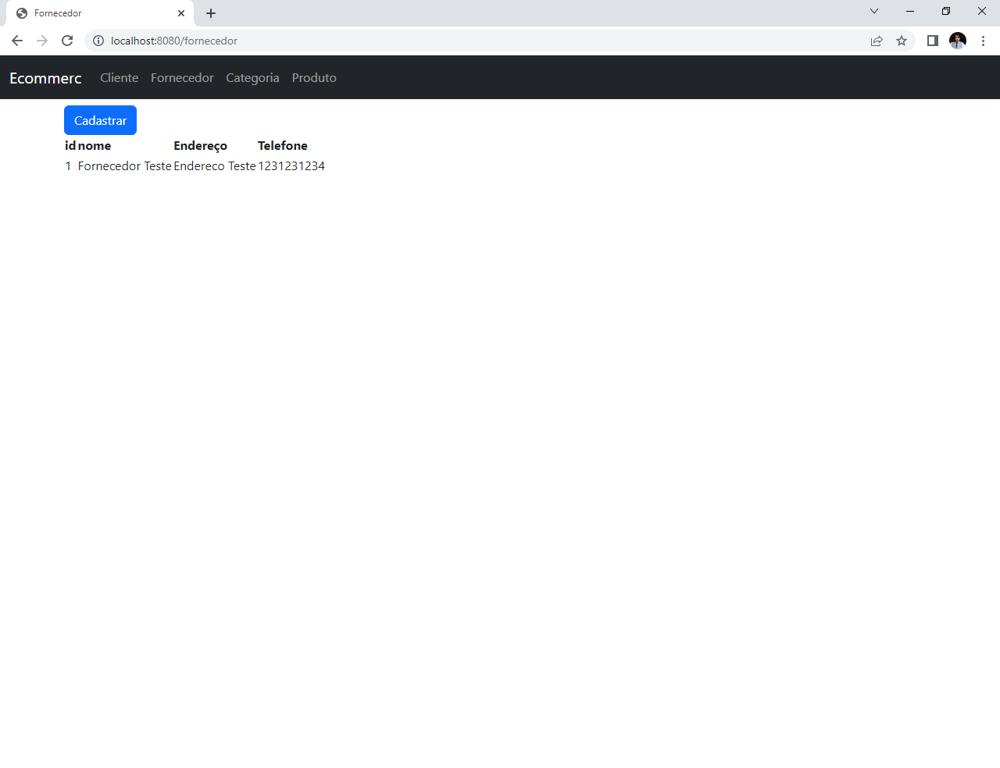 Fornecedor
localhost:8080/fornecedor
Ecommerc Cliente Fornecedor Categoria Produto
Cadastrar
id nome Endereço Telefone
1 Fornecedor Teste Endereco Teste 1231231234